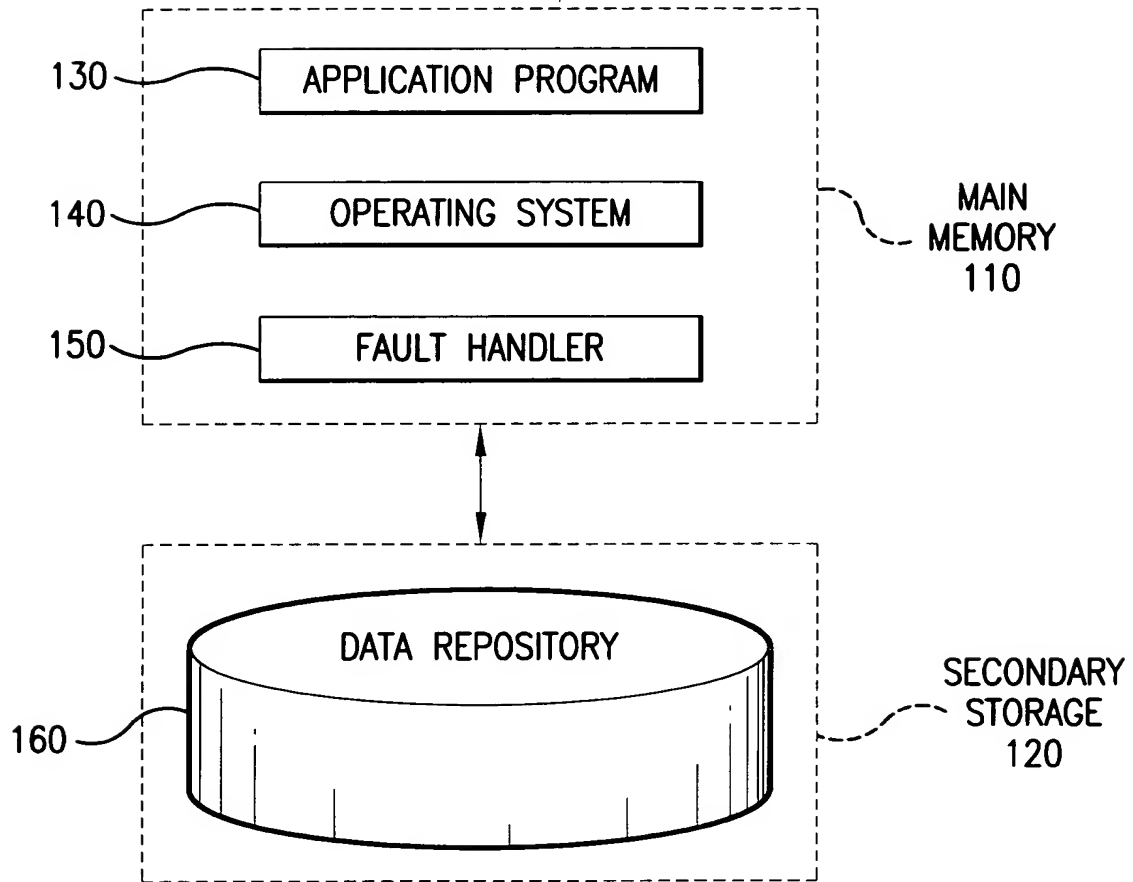 130
APPLICATION PROGRAM
140
OPERATING SYSTEM
MAIN
MEMORY
110
150
FAULT HANDLER
DATA REPOSITORY
160
SECONDARY
STORAGE
120